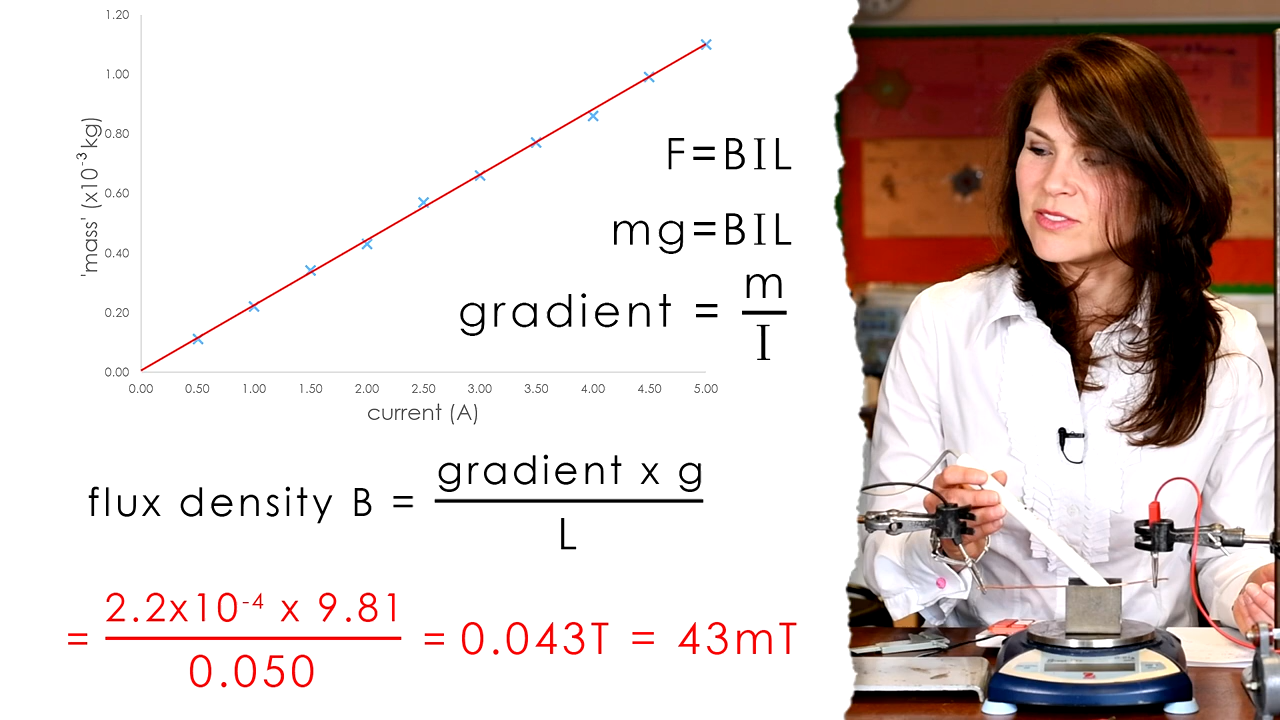 1.20
1.00
0.80
0.60
0.40
0.20
0.00
'mass' (x10⁻³ kg)
0.00 0.50 1.00 1.50 2.00 2.50 3.00 3.50 4.00 4.50 5.00
current (A)
F=BIL
mg=BIL
gradient = m/I
flux density B = gradient x g / L
= 2.2x10⁻⁴ x 9.81 / 0.050 = 0.043T = 43mT